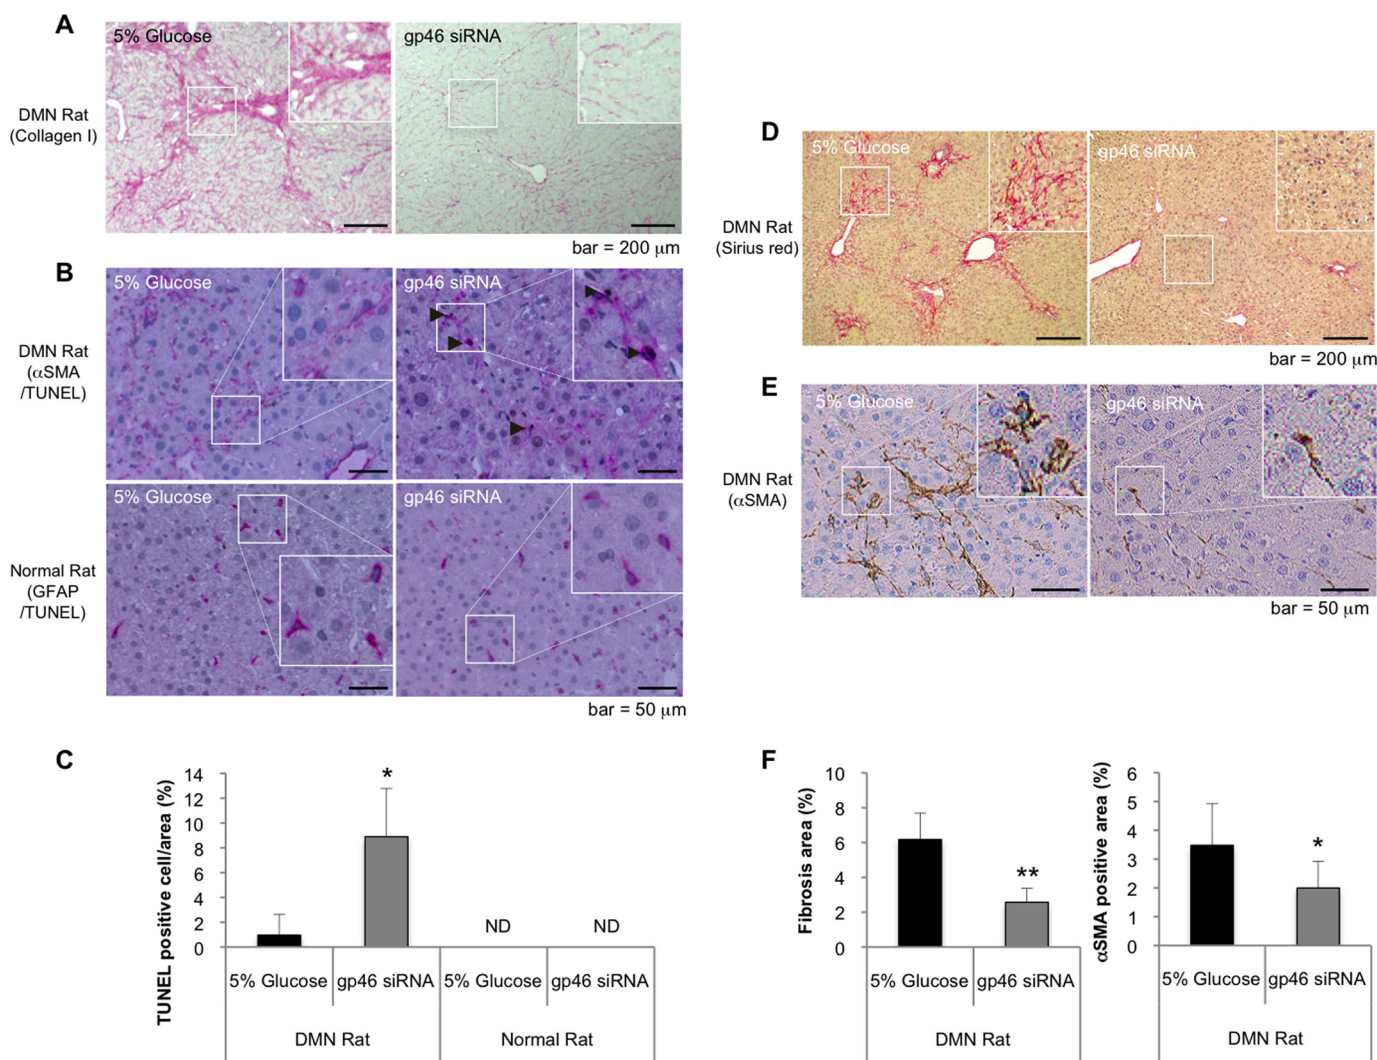 A
5% Glucose
gp46 siRNA
DMN Rat
(Collagen I)
bar = 200 μm
B
5% Glucose
gp46 siRNA
DMN Rat
(αSMA
/TUNEL)
5% Glucose
gp46 siRNA
Normal Rat
(GFAP
/TUNEL)
bar = 50 μm
C
TUNEL positive cell/area (%)
14
12
10
8
6
4
2
0
*
ND
ND
5% Glucose
gp46 siRNA
5% Glucose
gp46 siRNA
DMN Rat
Normal Rat
D
5% Glucose
gp46 siRNA
DMN Rat
(Sirius red)
bar = 200 μm
E
5% Glucose
gp46 siRNA
DMN Rat
(αSMA)
bar = 50 μm
F
Fibrosis area (%)
10
8
6
4
2
0
**
5% Glucose
gp46 siRNA
DMN Rat
αSMA positive area (%)
6
5
4
3
2
1
0
*
5% Glucose
gp46 siRNA
DMN Rat